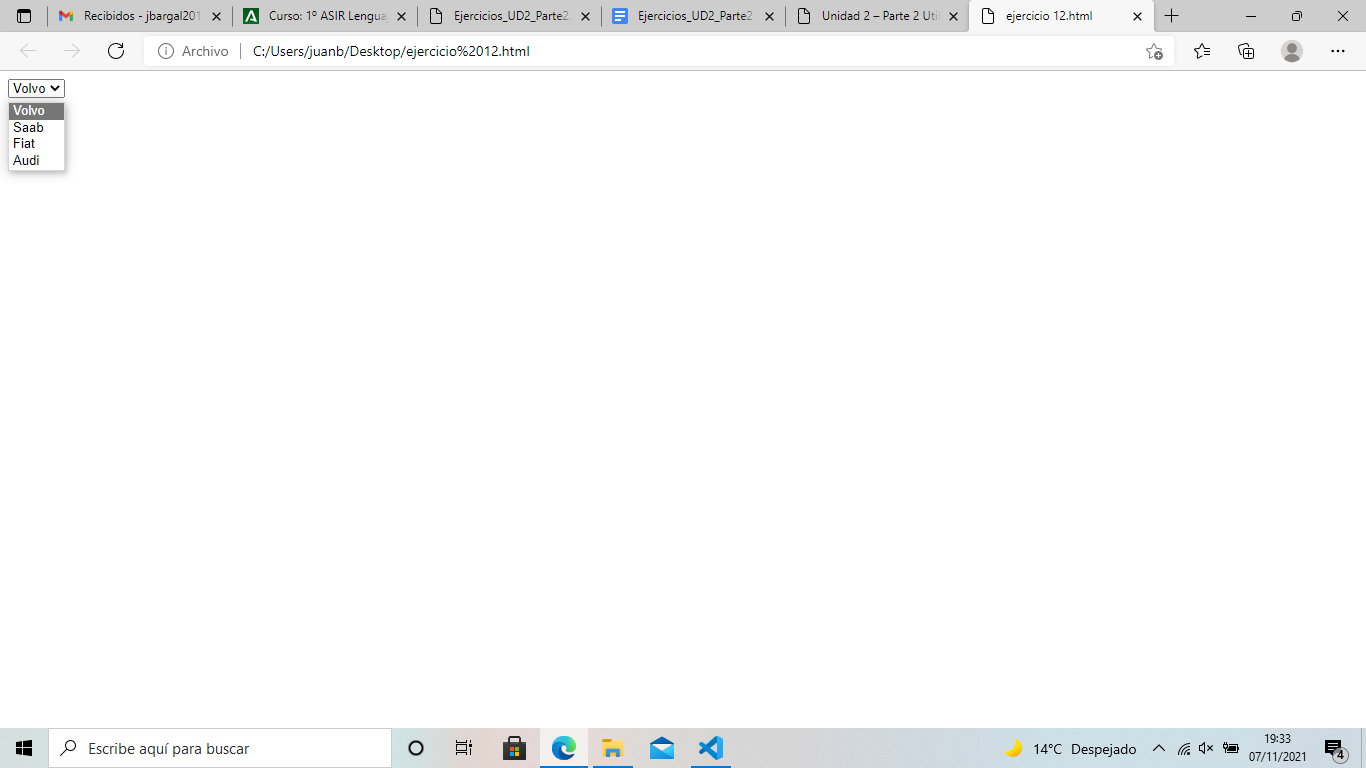 Recibidos - jbargal201
Curso: 1º ASIR Lengua
Ejercicios_UD2_Parte2.
Ejercicios_UD2_Parte2
Unidad 2 – Parte 2 Uti
ejercicio 12.html
Archivo
C:/Users/juanb/Desktop/ejercicio%2012.html
Volvo
Volvo
Saab
Fiat
Audi
Escribe aquí para buscar
14°C Despejado
19:33
07/11/2021
4